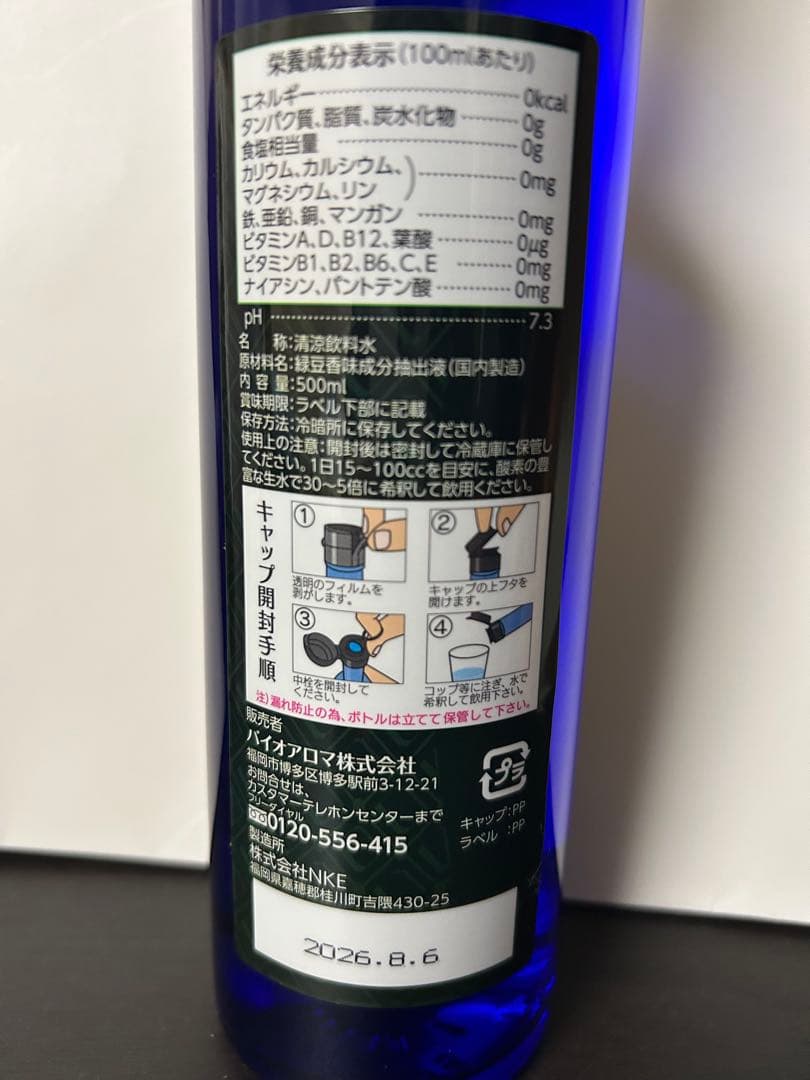 栄養成分表示(100mlあたり)
エネルギー 0kcal
タンパク質、脂質、炭水化物 0g
食塩相当量 0g
カリウム、カルシウム、
マグネシウム、リン 0mg
鉄、亜鉛、銅、マンガン 0mg
ビタミンA、D、B12、葉酸 0μg
ビタミンB1、B2、B6、C、E 0mg
ナイアシン、パントテン酸 0mg
pH 7.3
名 称:清涼飲料水
原材料名:緑豆香味成分抽出液(国内製造)
内 容 量:500ml
賞味期限:ラベル下部に記載
保存方法:冷暗所に保存してください。
使用上の注意:開封後は密封して冷蔵庫に保管し
てください。1日15〜100ccを目安に、酸素の豊
富な生水で30〜5倍に希釈して飲用ください。
キャップ開封手順
①
透明のフィルムを
剥がします。
②
キャップの上フタを
開けます。
③
中栓を開封して
ください。
④
コップ等に注ぎ、水で
希釈して飲用下さい。
注)漏れ防止の為、ボトルは立てて保管して下さい。
販売者
バイオアロマ株式会社
福岡市博多区博多駅前3-12-21
お問合せは、
カスタマーテレホンセンターまで
フリーダイヤル
0120-556-415
製造所
株式会社NKE
福岡県嘉穂郡桂川町吉隈430-25
プラ
キャップ:PP
ラベル :PP
2026.8.6